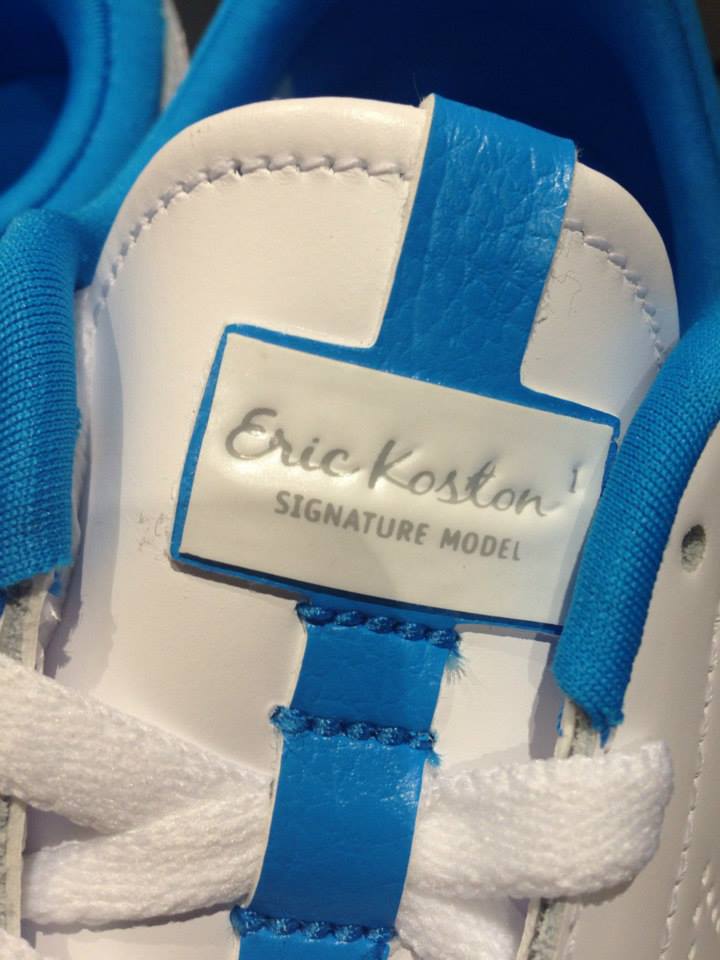 Eric Koston 1
SIGNATURE MODEL